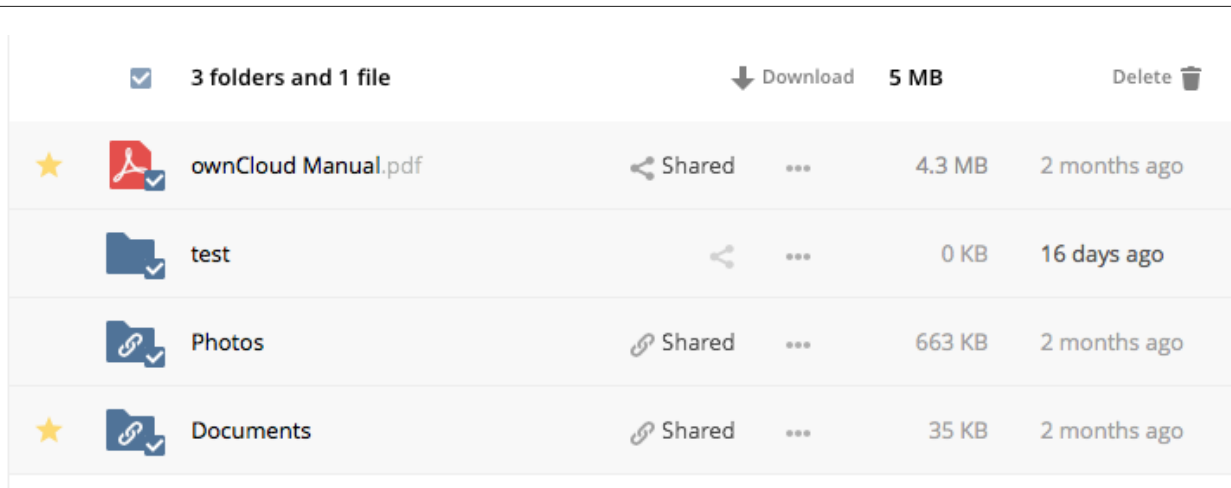 3 folders and 1 file Download 5 MB Delete
ownCloud Manual.pdf Shared ... 4.3 MB 2 months ago
test ... 0 KB 16 days ago
Photos Shared ... 663 KB 2 months ago
Documents Shared ... 35 KB 2 months ago